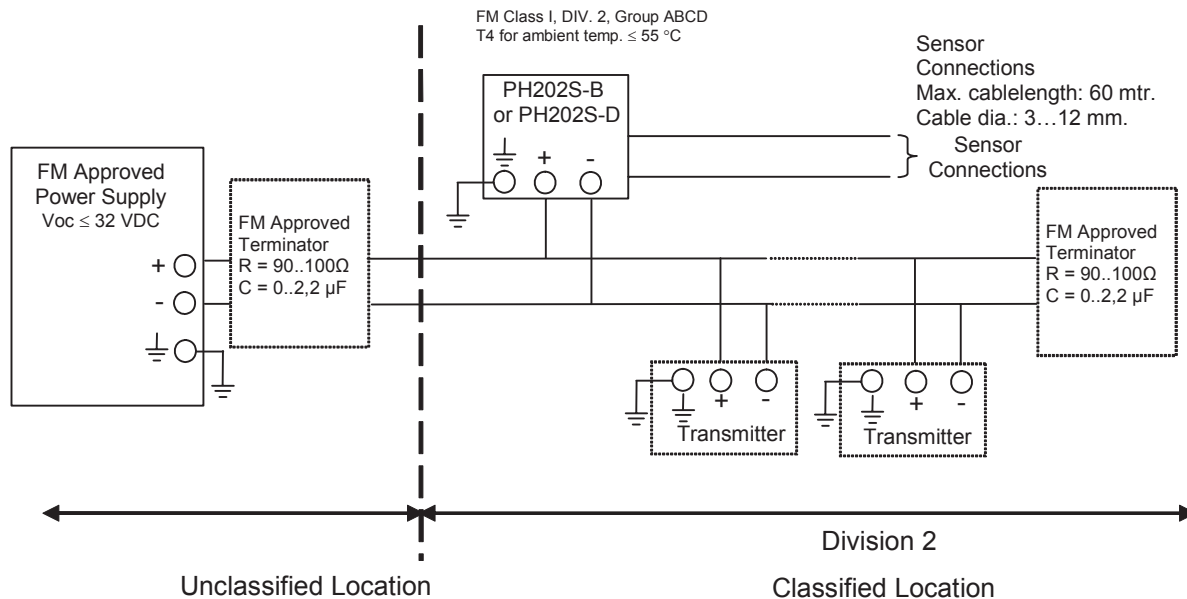 FM Class I, DIV. 2, Group ABCD
T4 for ambient temp. ≤ 55 °C
Sensor
Connections
Max. cablelength: 60 mtr.
Cable dia.: 3…12 mm.
Sensor
Connections
PH202S-B
or PH202S-D
+ -
FM Approved
Power Supply
Voc ≤ 32 VDC
+
-
FM Approved
Terminator
R = 90..100Ω
C = 0..2,2 µF
FM Approved
Terminator
R = 90..100Ω
C = 0..2,2 µF
+ -
Transmitter
+ -
Transmitter
Division 2
Unclassified Location
Classified Location